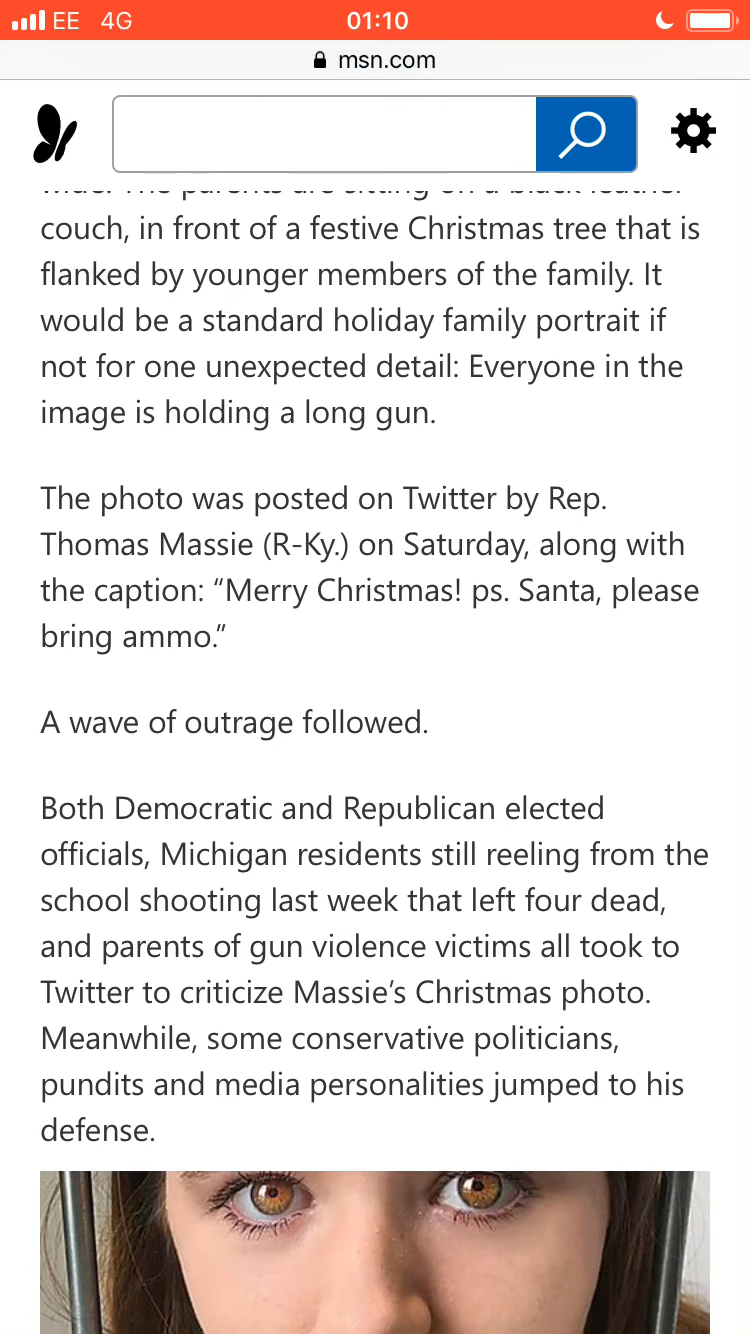 EE 4G 01:10
msn.com
couch, in front of a festive Christmas tree that is
flanked by younger members of the family. It
would be a standard holiday family portrait if
not for one unexpected detail: Everyone in the
image is holding a long gun.
The photo was posted on Twitter by Rep.
Thomas Massie (R-Ky.) on Saturday, along with
the caption: “Merry Christmas! ps. Santa, please
bring ammo.”
A wave of outrage followed.
Both Democratic and Republican elected
officials, Michigan residents still reeling from the
school shooting last week that left four dead,
and parents of gun violence victims all took to
Twitter to criticize Massie’s Christmas photo.
Meanwhile, some conservative politicians,
pundits and media personalities jumped to his
defense.